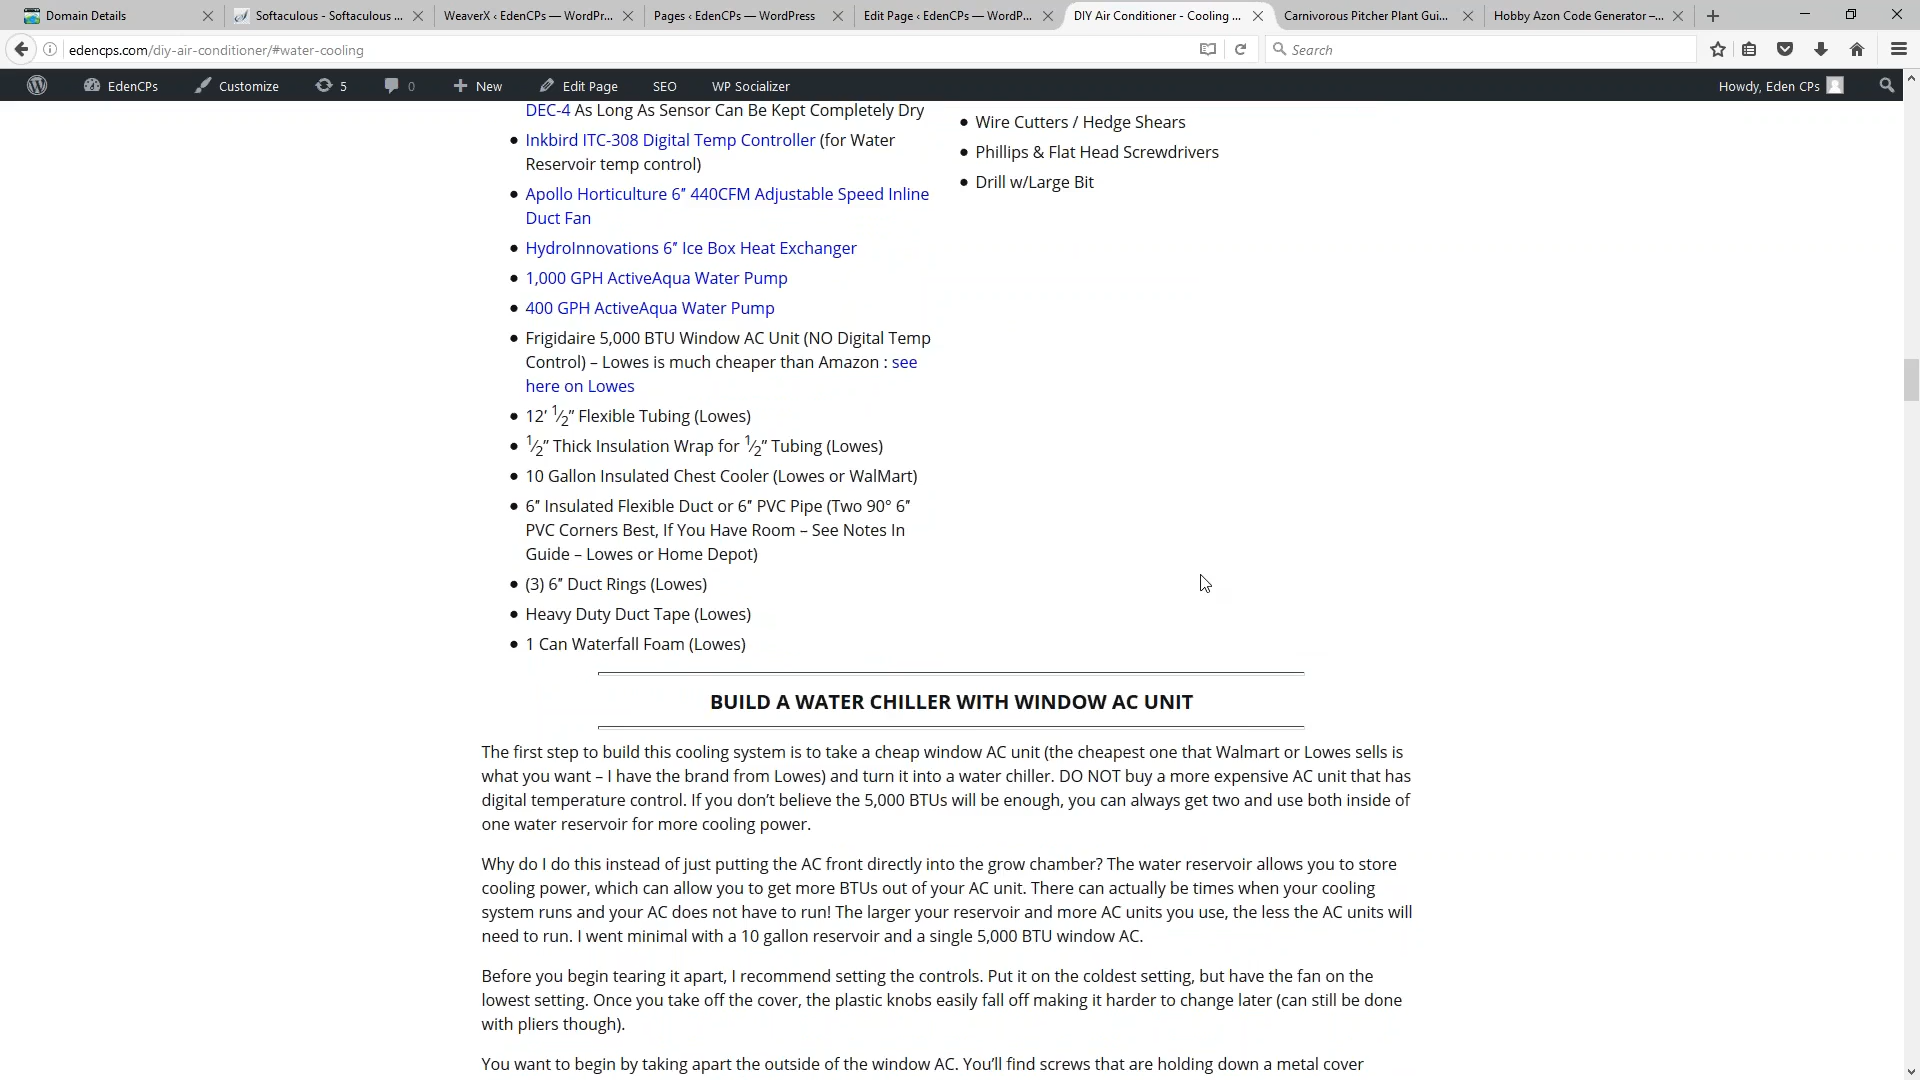 Domain Details
Softaculous - Softaculous ...
WeaverX ‹ EdenCPs — WordPr...
Pages ‹ EdenCPs — WordPress
Edit Page ‹ EdenCPs — WordP...
DIY Air Conditioner - Cooling ...
Carnivorous Pitcher Plant Gui...
Hobby Azon Code Generator –...
edencps.com/diy-air-conditioner/#water-cooling
Search
EdenCPs
Customize
5
0
New
Edit Page
SEO
WP Socializer
Howdy, Eden CPs
DEC-4 As Long As Sensor Can Be Kept Completely Dry
Inkbird ITC-308 Digital Temp Controller (for Water
Reservoir temp control)
Apollo Horticulture 6″ 440CFM Adjustable Speed Inline
Duct Fan
HydroInnovations 6″ Ice Box Heat Exchanger
1,000 GPH ActiveAqua Water Pump
400 GPH ActiveAqua Water Pump
Frigidaire 5,000 BTU Window AC Unit (NO Digital Temp
Control) – Lowes is much cheaper than Amazon : see
here on Lowes
12′ 1⁄2″ Flexible Tubing (Lowes)
1⁄2″ Thick Insulation Wrap for 1⁄2″ Tubing (Lowes)
10 Gallon Insulated Chest Cooler (Lowes or WalMart)
6″ Insulated Flexible Duct or 6″ PVC Pipe (Two 90° 6″
PVC Corners Best, If You Have Room – See Notes In
Guide – Lowes or Home Depot)
(3) 6″ Duct Rings (Lowes)
Heavy Duty Duct Tape (Lowes)
1 Can Waterfall Foam (Lowes)
Wire Cutters / Hedge Shears
Phillips & Flat Head Screwdrivers
Drill w/Large Bit
BUILD A WATER CHILLER WITH WINDOW AC UNIT
The first step to build this cooling system is to take a cheap window AC unit (the cheapest one that Walmart or Lowes sells is
what you want – I have the brand from Lowes) and turn it into a water chiller. DO NOT buy a more expensive AC unit that has
digital temperature control. If you don’t believe the 5,000 BTUs will be enough, you can always get two and use both inside of
one water reservoir for more cooling power.
Why do I do this instead of just putting the AC front directly into the grow chamber? The water reservoir allows you to store
cooling power, which can allow you to get more BTUs out of your AC unit. There can actually be times when your cooling
system runs and your AC does not have to run! The larger your reservoir and more AC units you use, the less the AC units will
need to run. I went minimal with a 10 gallon reservoir and a single 5,000 BTU window AC.
Before you begin tearing it apart, I recommend setting the controls. Put it on the coldest setting, but have the fan on the
lowest setting. Once you take off the cover, the plastic knobs easily fall off making it harder to change later (can still be done
with pliers though).
You want to begin by taking apart the outside of the window AC. You’ll find screws that are holding down a metal cover